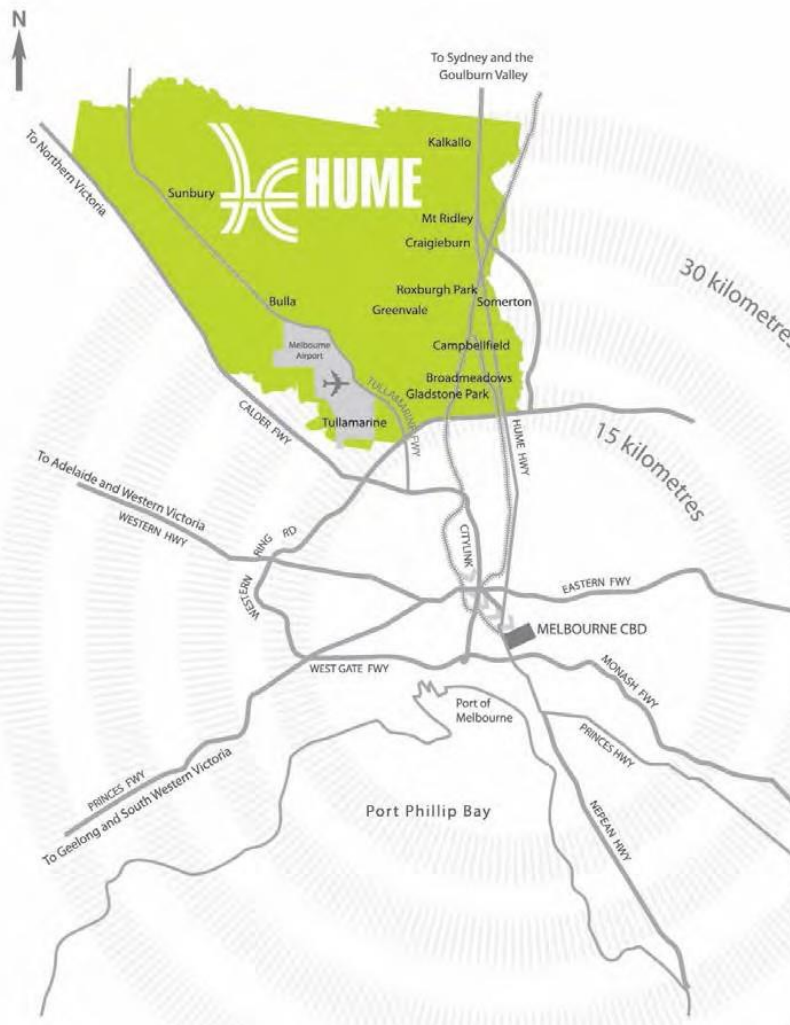 N
To Sydney and the
Goulburn Valley
To Northern Victoria
Kalkallo
Sunbury
HUME
Mt Ridley
Craigieburn
30 kilometres
Roxburgh Park
Somerton
Bulla
Greenvale
Melbourne
Airport
Campbellfield
Broadmeadows
Gladstone Park
TULLAMARINE FWY
CALDER FWY
Tullamarine
HUME HWY
15 kilometres
To Adelaide and Western Victoria
WESTERN HWY
WESTERN RING RD
CITYLINK
EASTERN FWY
MELBOURNE CBD
WEST GATE FWY
MONASH FWY
Port of
Melbourne
PRINCES HWY
PRINCES FWY
To Geelong and South Western Victoria
Port Phillip Bay
NEPEAN HWY